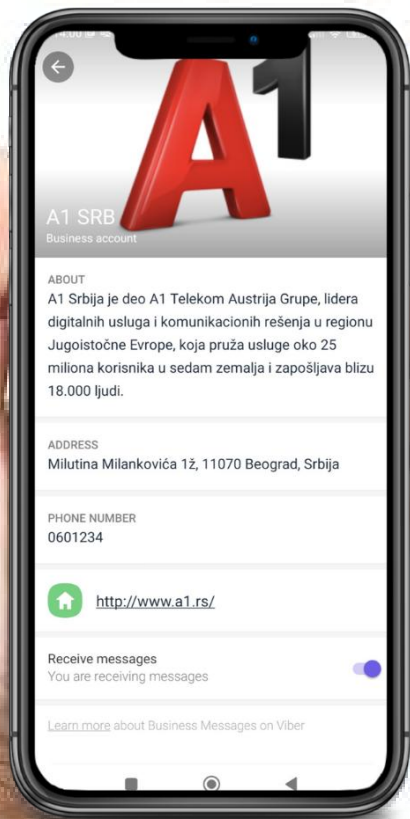 A1
A1 SRB
Business account
ABOUT
A1 Srbija je deo A1 Telekom Austrija Grupe, lidera
digitalnih usluga i komunikacionih rešenja u regionu
Jugoistočne Evrope, koja pruža usluge oko 25
miliona korisnika u sedam zemalja i zapošljava blizu
18.000 ljudi.
ADDRESS
Milutina Milankovića 1ž, 11070 Beograd, Srbija
PHONE NUMBER
0601234
http://www.a1.rs/
Receive messages
You are receiving messages
Learn more about Business Messages on Viber